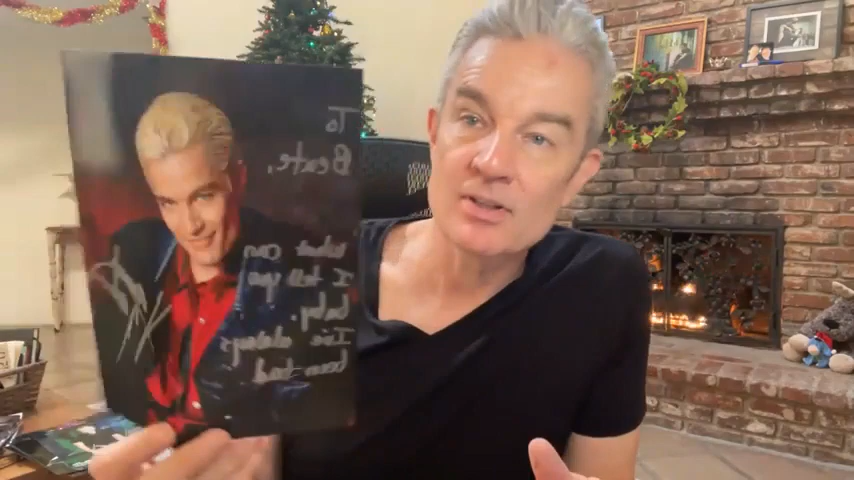 To
Beate,
What can
I tell you
baby.
I've always
been bad